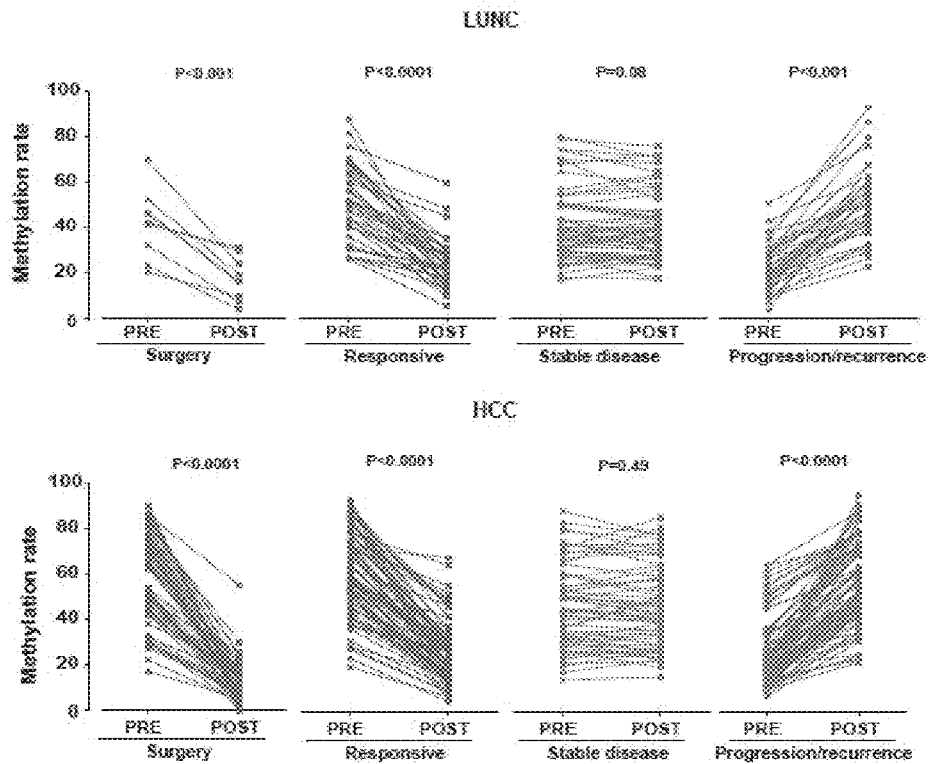 LUNC
P<0.001 P<0.0001 P=0.08 P<0.001
Methylation rate
100
80
60
40
20
0
PRE POST PRE POST PRE POST PRE POST
Surgery Responsive Stable disease Progression/recurrence
HCC
P<0.0001 P<0.0001 P=0.49 P<0.0001
Methylation rate
100
80
60
40
20
0
PRE POST PRE POST PRE POST PRE POST
Surgery Responsive Stable disease Progression/recurrence